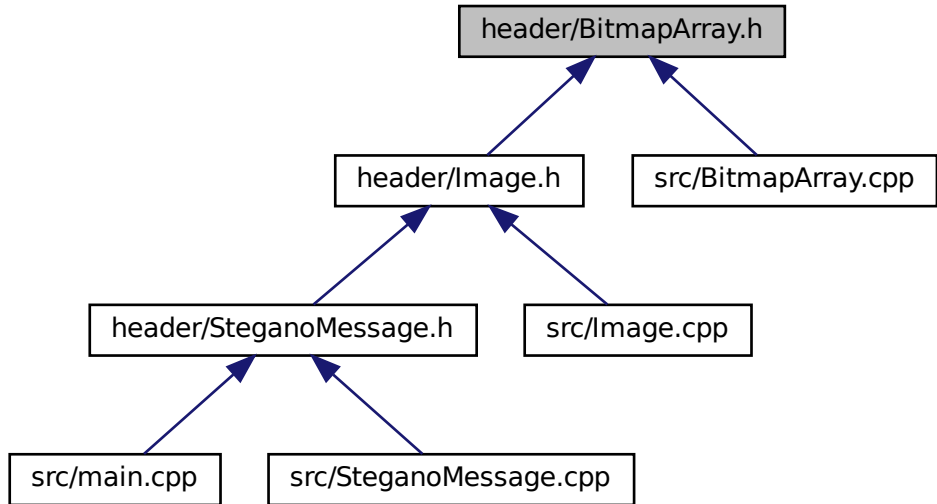 header/BitmapArray.h
header/Image.h
src/BitmapArray.cpp
header/SteganoMessage.h
src/Image.cpp
src/main.cpp
src/SteganoMessage.cpp